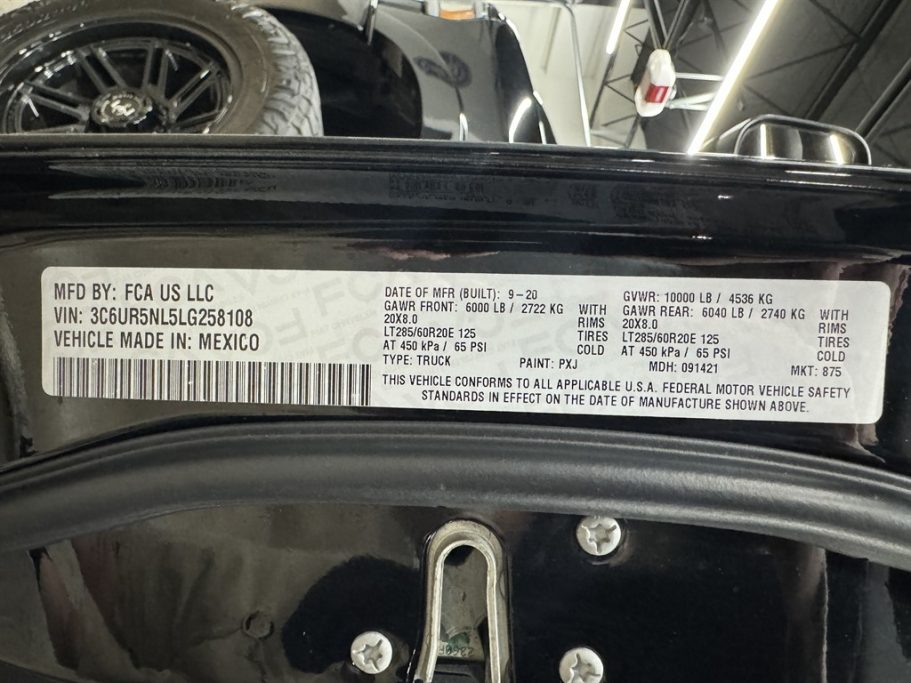 MFD BY: FCA US LLC
VIN: 3C6UR5NL5LG258108
VEHICLE MADE IN: MEXICO
DATE OF MFR (BUILT): 9-20
GAWR FRONT: 6000 LB / 2722 KG WITH
20X8.0 RIMS
LT285/60R20E 125 TIRES
AT 450 kPa / 65 PSI COLD
TYPE: TRUCK PAINT: PXJ
GVWR: 10000 LB / 4536 KG
GAWR REAR: 6040 LB / 2740 KG WITH
20X8.0 RIMS
LT285/60R20E 125 TIRES
AT 450 kPa / 65 PSI COLD
MDH: 091421 MKT: 875
THIS VEHICLE CONFORMS TO ALL APPLICABLE U.S.A. FEDERAL MOTOR VEHICLE SAFETY
STANDARDS IN EFFECT ON THE DATE OF MANUFACTURE SHOWN ABOVE.